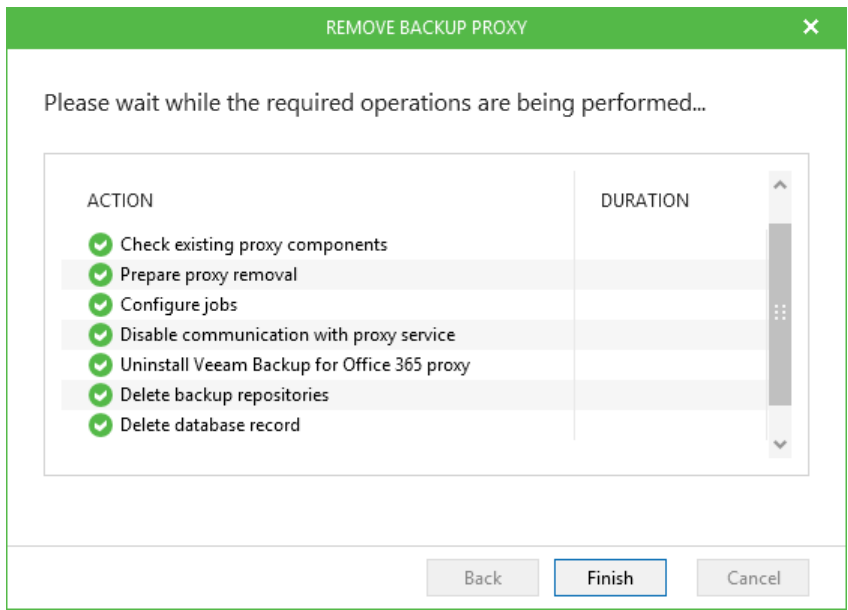 REMOVE BACKUP PROXY
Please wait while the required operations are being performed...
ACTION DURATION
Check existing proxy components
Prepare proxy removal
Configure jobs
Disable communication with proxy service
Uninstall Veeam Backup for Office 365 proxy
Delete backup repositories
Delete database record
Back Finish Cancel